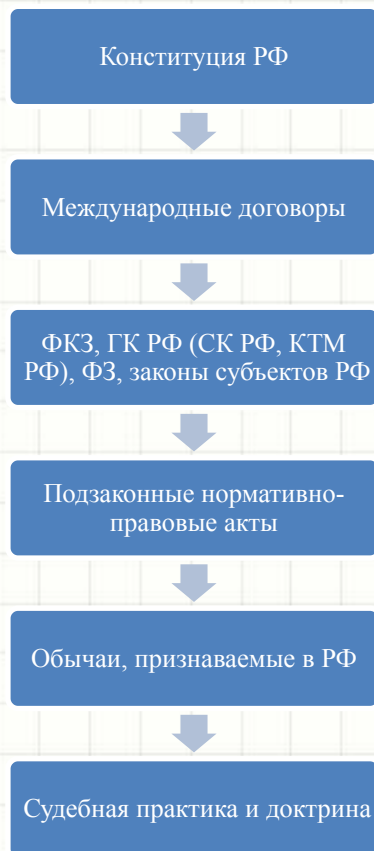 Конституция РФ
Международные договоры
ФКЗ, ГК РФ (СК РФ, КТМ
РФ), ФЗ, законы субъектов РФ
Подзаконные нормативно-
правовые акты
Обычаи, признаваемые в РФ
Судебная практика и доктрина